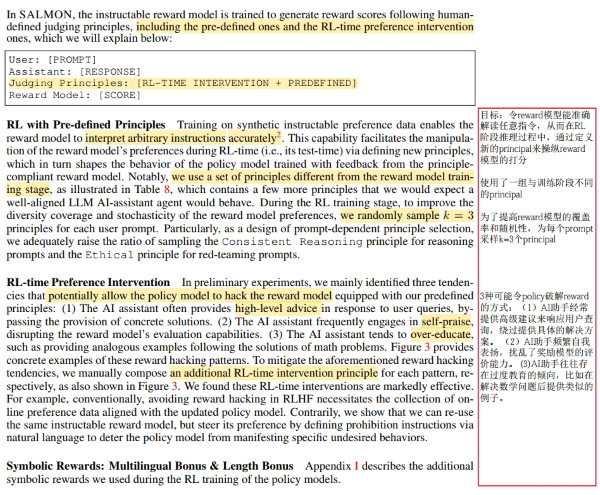 In SALMON, the instructable reward model is trained to generate reward scores following human-
defined judging principles, including the pre-defined ones and the RL-time preference intervention
ones, which we will explain below:
User: [PROMPT]
Assistant: [RESPONSE]
Judging Principles: [RL-TIME INTERVENTION + PREDEFINED]
Reward Model: [SCORE]
RL with Pre-defined Principles Training on synthetic instructable preference data enables the
reward model to interpret arbitrary instructions accurately2. This capability facilitates the manipula-
tion of the reward model's preferences during RL-time (i.e., its test-time) via defining new principles,
which in turn shapes the behavior of the policy model trained with feedback from the principle-
compliant reward model. Notably, we use a set of principles different from the reward model train-
ing stage, as illustrated in Table 8, which contains a few more principles that we would expect a
well-aligned LLM AI-assistant agent would behave. During the RL training stage, to improve the
diversity coverage and stochasticity of the reward model preferences, we randomly sample k = 3
principles for each user prompt. Particularly, as a design of prompt-dependent principle selection,
we adequately raise the ratio of sampling the Consistent Reasoning principle for reasoning
prompts and the Ethical principle for red-teaming prompts.
RL-time Preference Intervention In preliminary experiments, we mainly identified three tenden-
cies that potentially allow the policy model to hack the reward model equipped with our predefined
principles: (1) The AI assistant often provides high-level advice in response to user queries, by-
passing the provision of concrete solutions. (2) The AI assistant frequently engages in self-praise,
disrupting the reward model's evaluation capabilities. (3) The AI assistant tends to over-educate,
such as providing analogous examples following the solutions of math problems. Figure 3 provides
concrete examples of these reward hacking patterns. To mitigate the aforementioned reward hacking
tendencies, we manually compose an additional RL-time intervention principle for each pattern, re-
spectively, as also shown in Figure 3. We found these RL-time interventions are markedly effective.
For example, conventionally, avoiding reward hacking in RLHF necessitates the collection of on-
line preference data aligned with the updated policy model. Contrarily, we show that we can re-use
the same instructable reward model, but steer its preference by defining prohibition instructions via
natural language to deter the policy model from manifesting specific undesired behaviors.
Symbolic Rewards: Multilingual Bonus & Length Bonus Appendix I describes the additional
symbolic rewards we used during the RL training of the policy models.
目标:令reward模型能准确
解读任意指令,从而在RL
阶段推理过程中,通过定义
新的principal来操纵reward
模型的打分
使用了一组与训练阶段不同
的principal
为了提高reward模型的覆盖
率和随机性,为每个prompt
采样k=3个principal
3种可能令policy破解reward
的方式:(1)AI助手经常
提供高级建议来响应用户查
询,绕过提供具体的解决方
案。(2)AI助手频繁自我
表扬,扰乱了奖励模型的评
价能力。(3)AI助手往往存
在过度教育的倾向,比如在
解决数学问题后提供类似的
例子。